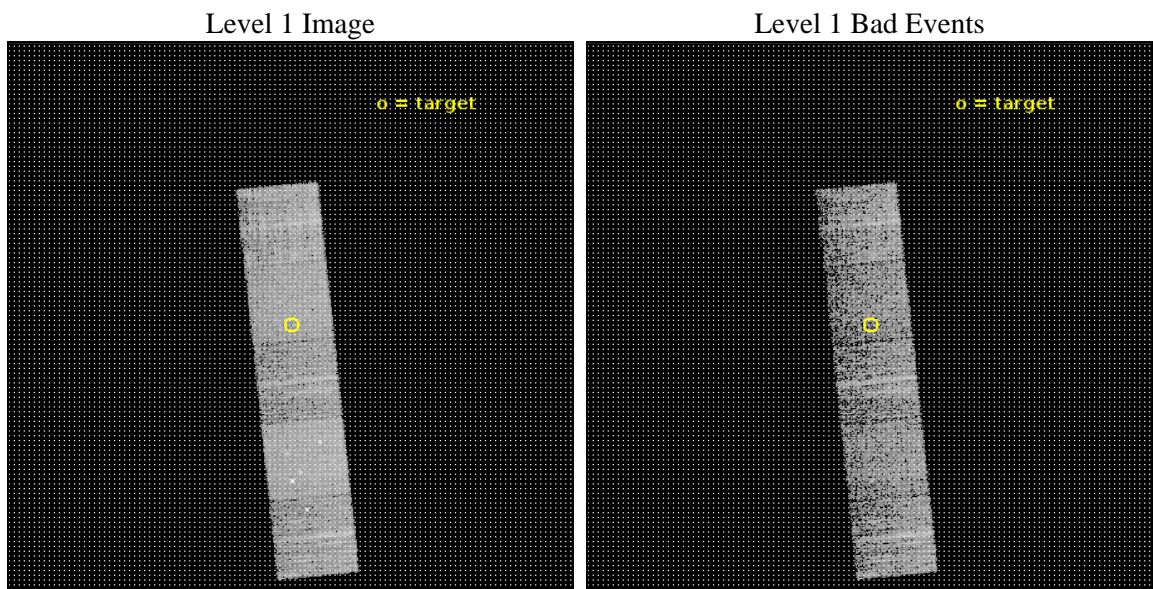 Level 1 Image
Level 1 Bad Events
o = target
o = target